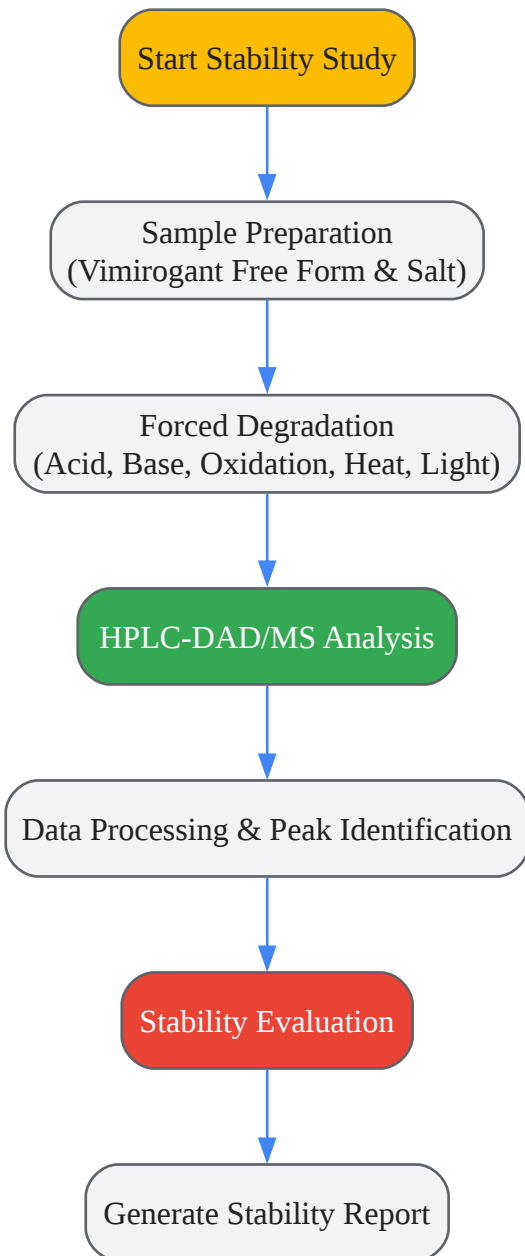 Start Stability Study
Sample Preparation
(Vimirogant Free Form & Salt)
Forced Degradation
(Acid, Base, Oxidation, Heat, Light)
HPLC-DAD/MS Analysis
Data Processing & Peak Identification
Stability Evaluation
Generate Stability Report